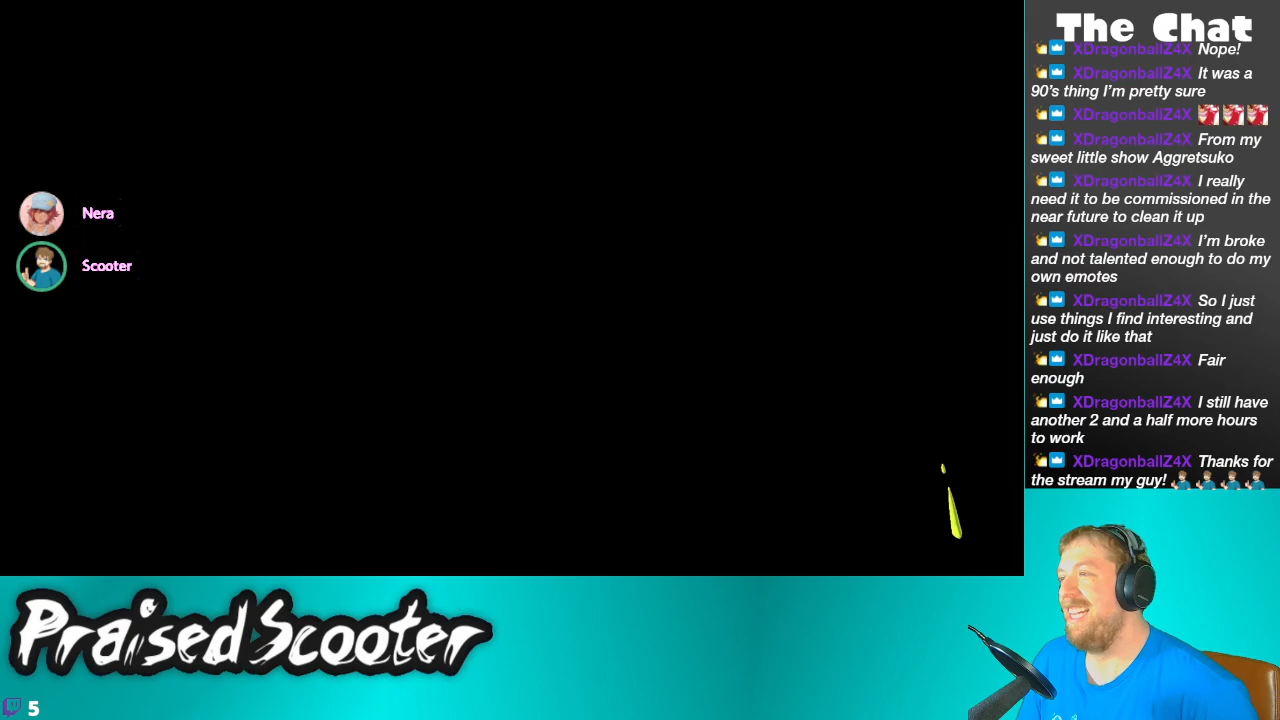 Nera
Scooter
The Chat
XDragonballZ4X Nope!
XDragonballZ4X It was a
90's thing I'm pretty sure
XDragonballZ4X
XDragonballZ4X From my
sweet little show Aggretsuko
XDragonballZ4X I really
need it to be commissioned in the
near future to clean it up
XDragonballZ4X I'm broke
and not talented enough to do my
own emotes
XDragonballZ4X So I just
use things I find interesting and
just do it like that
XDragonballZ4X Fair
enough
XDragonballZ4X I still have
another 2 and a half more hours
to work
XDragonballZ4X Thanks for
the stream my guy!
PraisedScooter
5